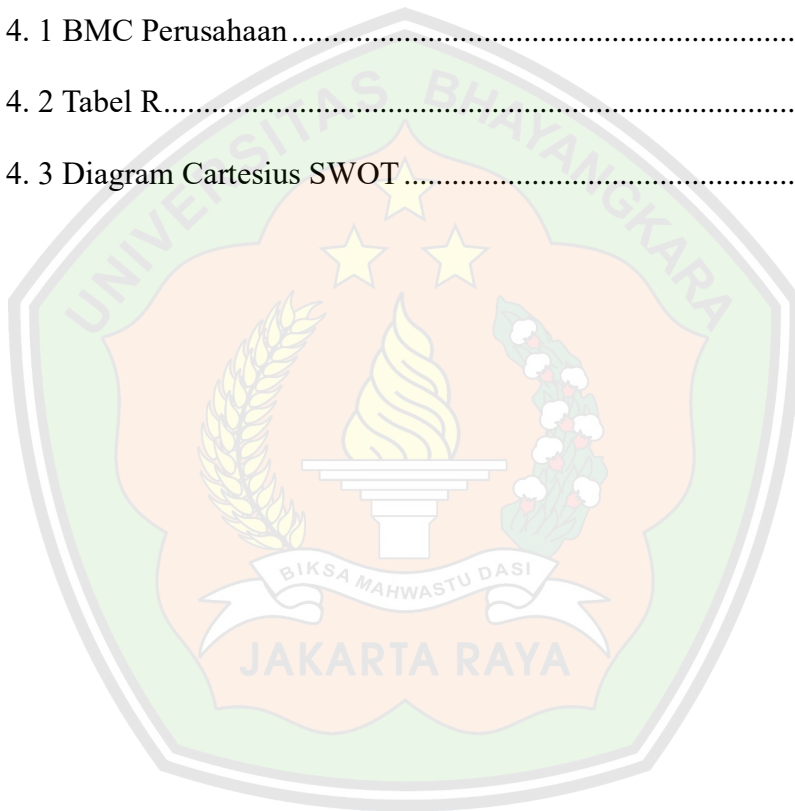 4. 1 BMC Perusahaan.......................................................................
4. 2 Tabel R.........................................................................................
4. 3 Diagram Cartesius SWOT .......................................................
UNIVERSITAS BHAYANGKARA
BIKSA MAHWASTU DASI
JAKARTA RAYA